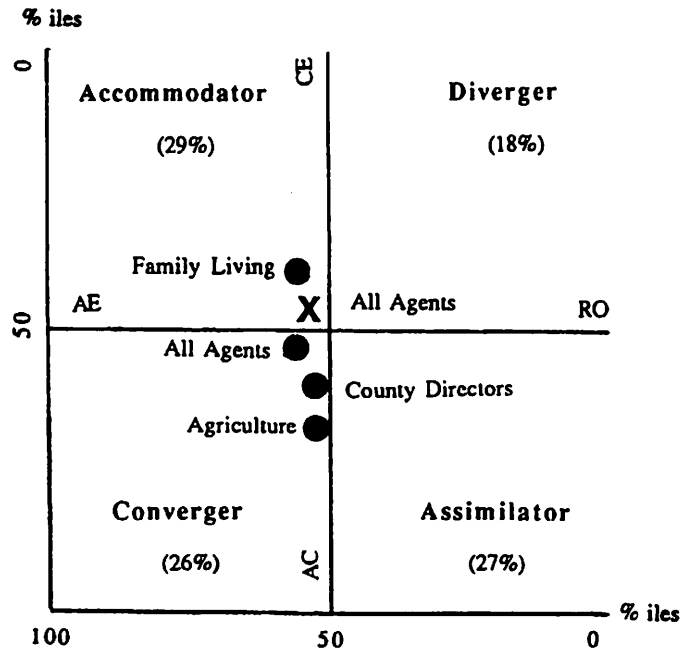 % iles
0
CE
Accommodator
Diverger
(29%)
(18%)
Family Living
AE
X
All Agents
RO
50
All Agents
County Directors
Agriculture
Converger
Assimilator
(26%)
AC
(27%)
% iles
100
50
0